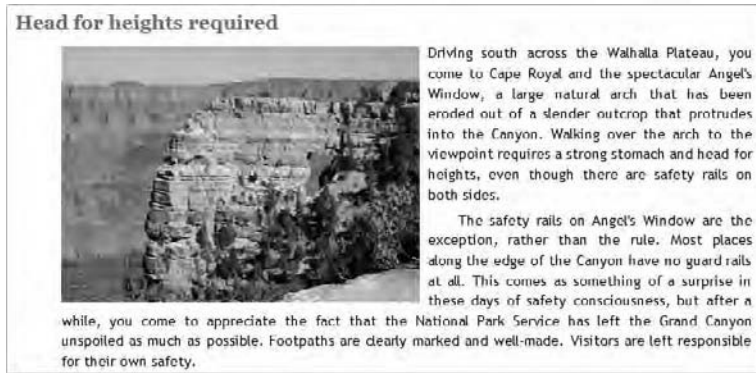 Head for heights required
Driving south across the Walhalla Plateau, you
come to Cape Royal and the spectacular Angel's
Window, a large natural arch that has been
eroded out of a slender outcrop that protrudes
into the Canyon. Walking over the arch to the
viewpoint requires a strong stomach and head for
heights, even though there are safety rails on
both sides.
The safety rails on Angel's Window are the
exception, rather than the rule. Most places
along the edge of the Canyon have no guard rails
at all. This comes as something of a surprise in
these days of safety consciousness, but after a
while, you come to appreciate the fact that the National Park Service has left the Grand Canyon
unspoiled as much as possible. Footpaths are clearly marked and well-made. Visitors are left responsible
for their own safety.